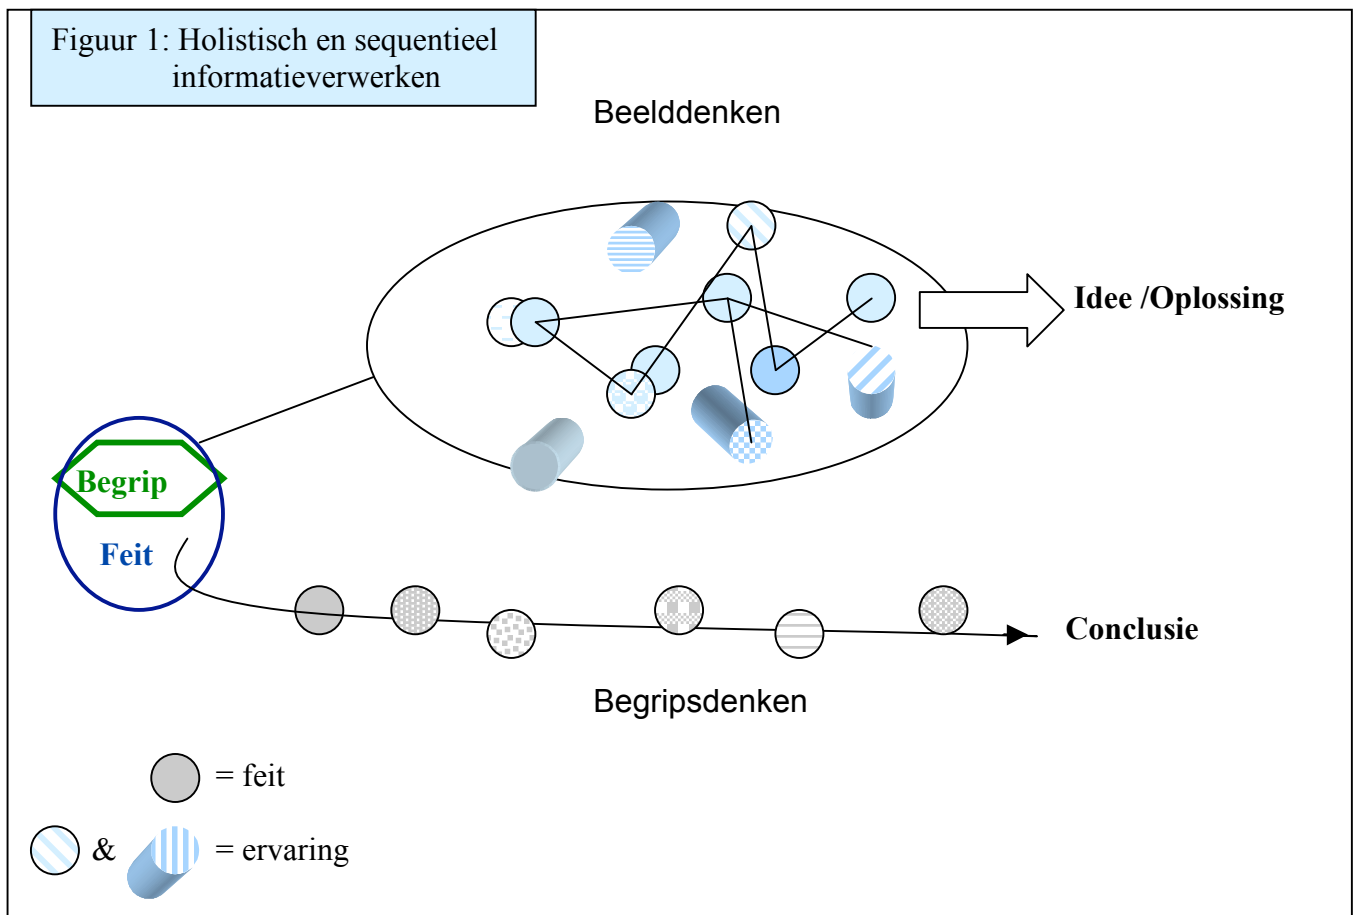 Figuur 1: Holistisch en sequentieel
informatieverwerken
Beelddenken
Idee /Oplossing
Begrip
Feit
Conclusie
Begripsdenken
= feit
& = ervaring